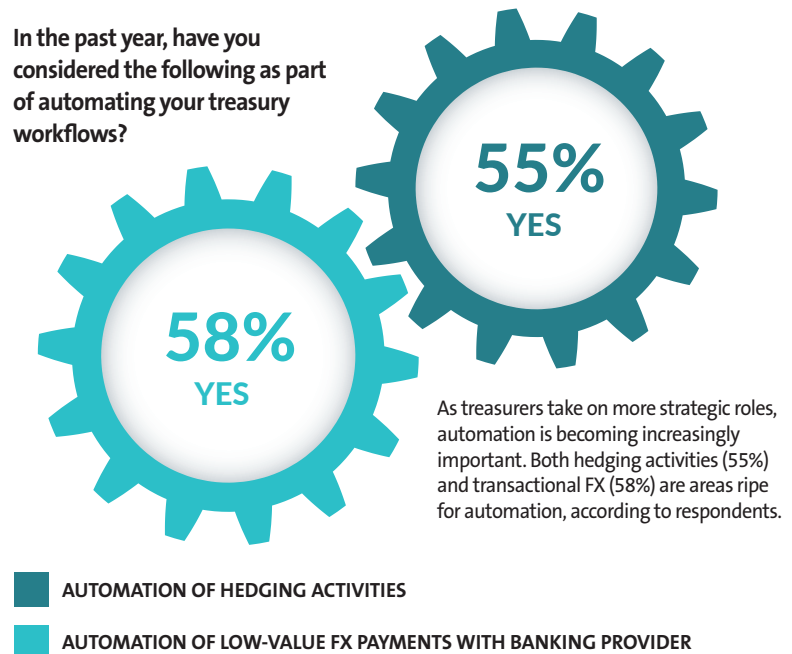 In the past year, have you
considered the following as part
of automating your treasury
workflows?
55%
YES
58%
YES
As treasurers take on more strategic roles,
automation is becoming increasingly
important. Both hedging activities (55%)
and transactional FX (58%) are areas ripe
for automation, according to respondents.
AUTOMATION OF HEDGING ACTIVITIES
AUTOMATION OF LOW-VALUE FX PAYMENTS WITH BANKING PROVIDER